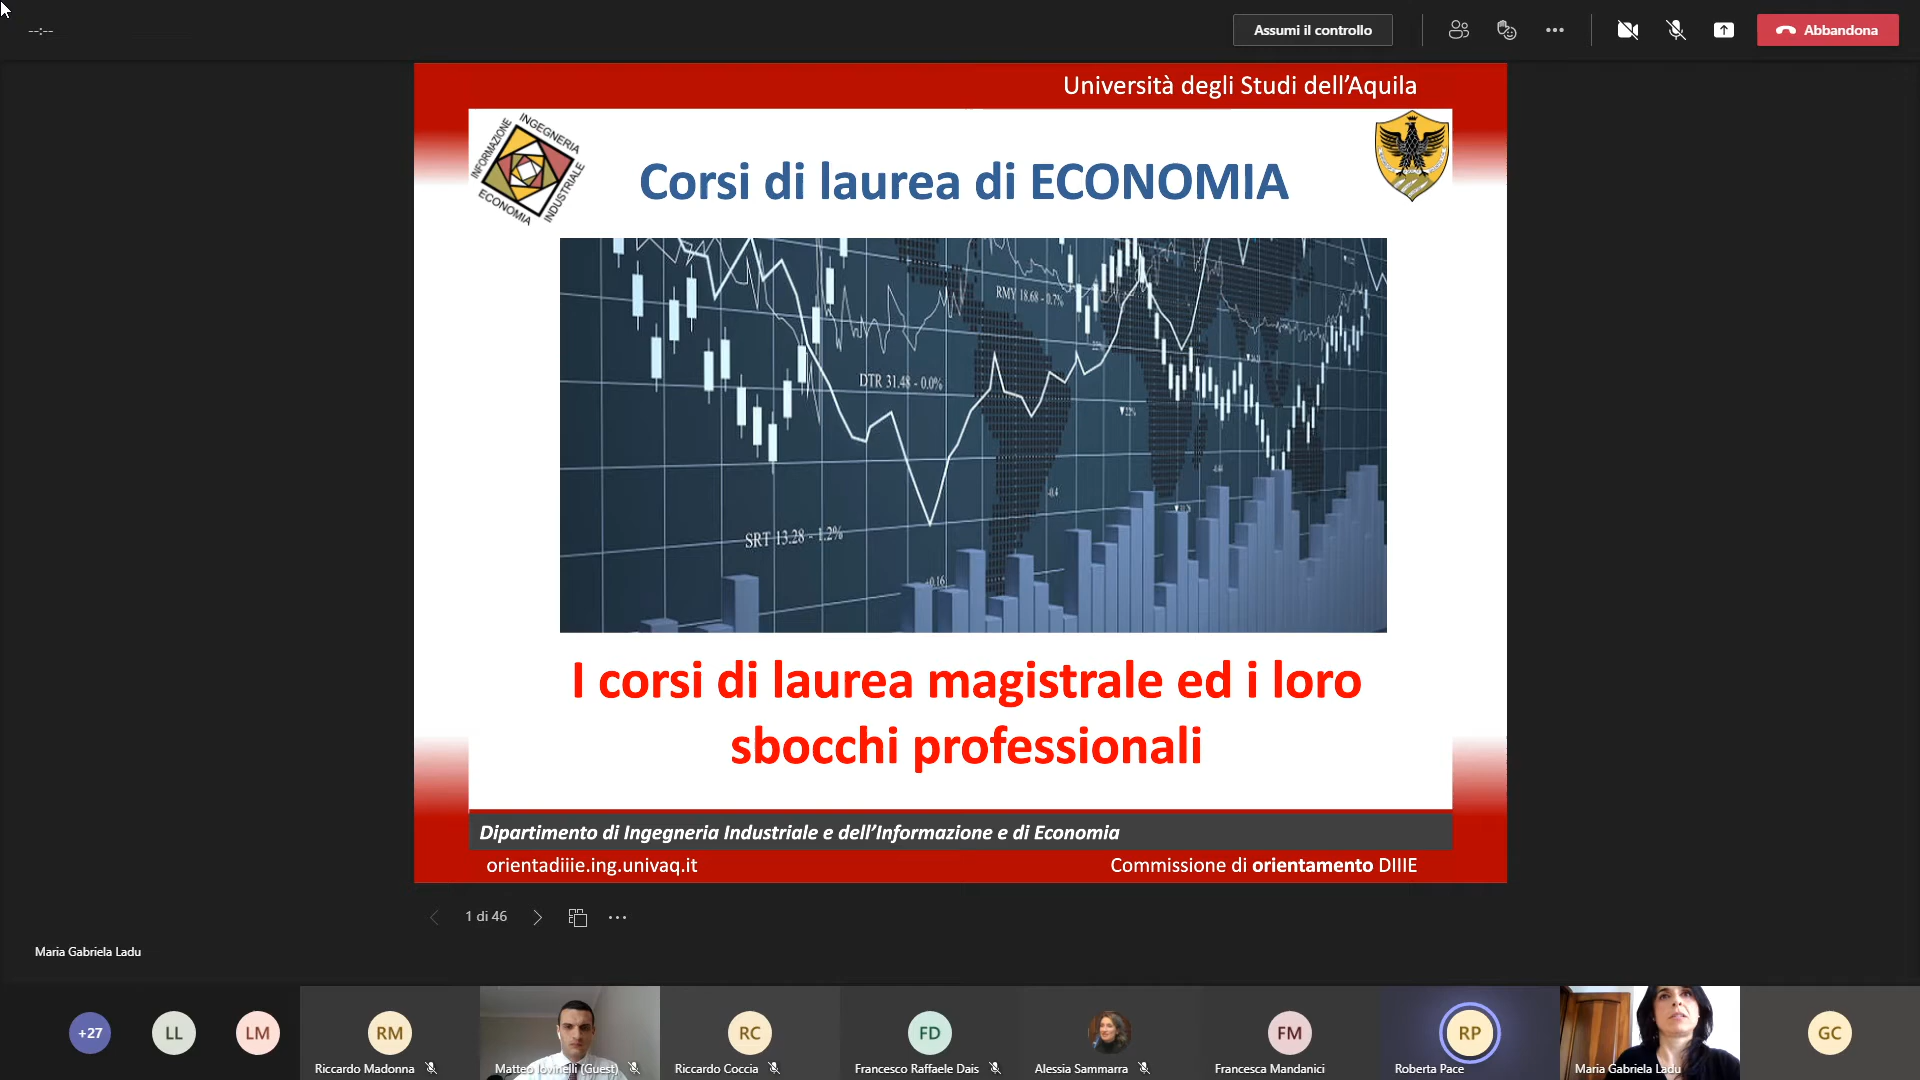 --:--
Assumi il controllo
Abbandona
Università degli Studi dell'Aquila
INFORMAZIONE
INGEGNERIA
INDUSTRIALE
ECONOMIA
Corsi di laurea di ECONOMIA
RMY 18.68 - 0.7%
DTR 31.48 - 0.0%
SRT 13.28 - 1.2%
I corsi di laurea magistrale ed i loro
sbocchi professionali
Dipartimento di Ingegneria Industriale e dell'Informazione e di Economia
orientadiiie.ing.univaq.it
Commissione di orientamento DIIIE
1 di 46
Maria Gabriela Ladu
+27
LL
LM
RM
RC
FD
FM
RP
GC
Riccardo Madonna
Matteo Iovinelli (Guest)
Riccardo Coccia
Francesco Raffaele Dais
Alessia Sammarra
Francesca Mandanici
Roberta Pace
Maria Gabriela Ladu